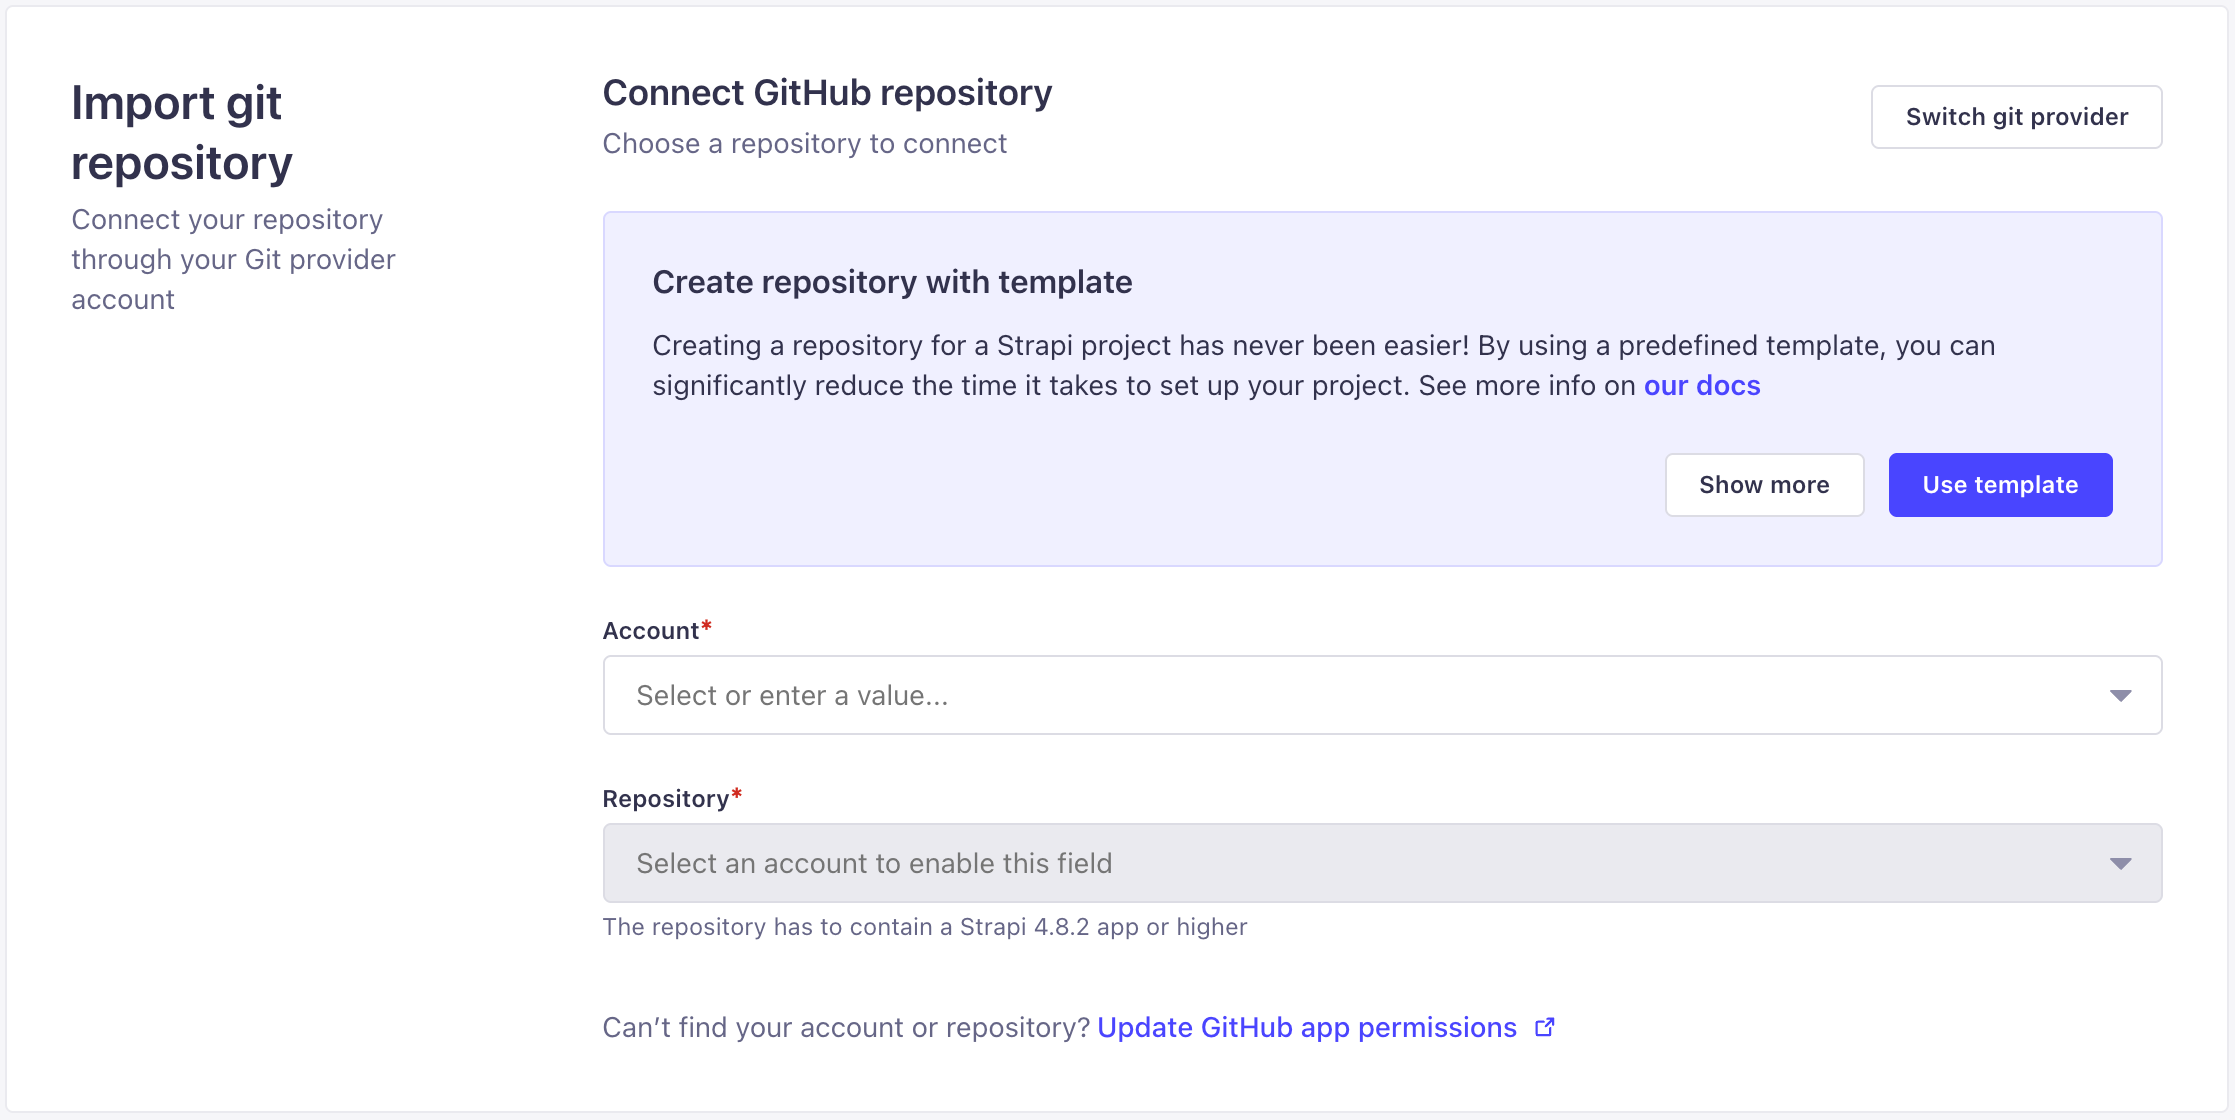 Import git
repository
Connect your repository
through your Git provider
account
Connect GitHub repository
Choose a repository to connect
Switch git provider
Create repository with template
Creating a repository for a Strapi project has never been easier! By using a predefined template, you can
significantly reduce the time it takes to set up your project. See more info on our docs
Show more
Use template
Account*
Select or enter a value...
Repository*
Select an account to enable this field
The repository has to contain a Strapi 4.8.2 app or higher
Can’t find your account or repository? Update GitHub app permissions